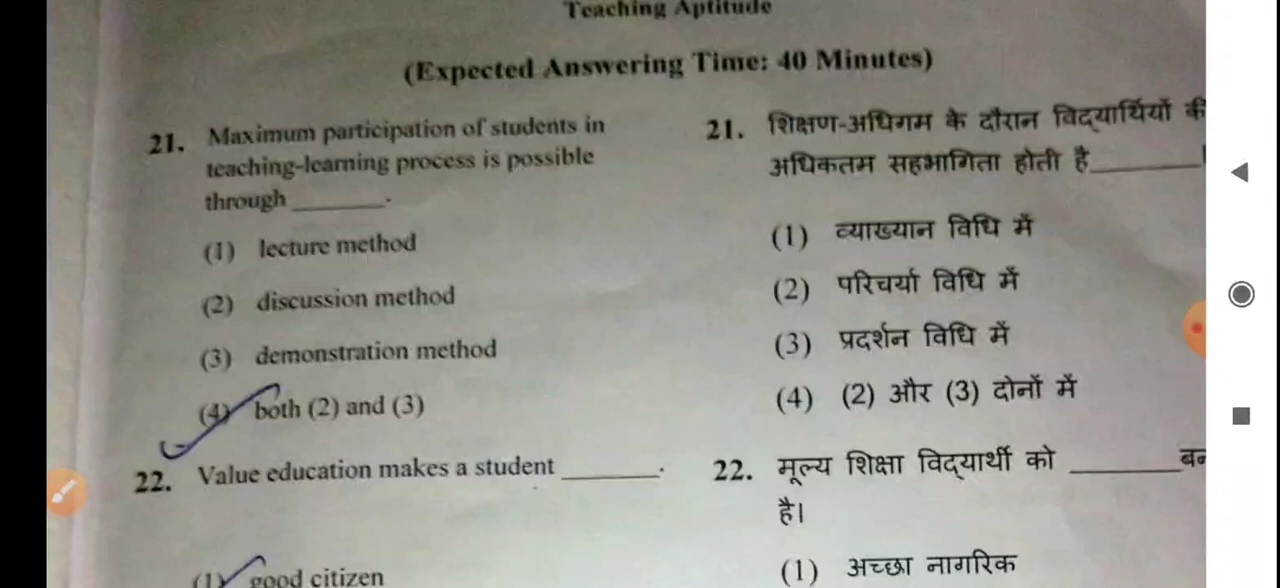 Teaching Aptitude
(Expected Answering Time: 40 Minutes)
21. Maximum participation of students in
teaching-learning process is possible
through ______.
(1) lecture method
(2) discussion method
(3) demonstration method
(4) both (2) and (3)
22. Value education makes a student ______.
(1) good citizen
21. शिक्षण-अधिगम के दौरान विद्यार्थियों की
अधिकतम सहभागिता होती है______
(1) व्याख्यान विधि में
(2) परिचर्या विधि में
(3) प्रदर्शन विधि में
(4) (2) और (3) दोनों में
22. मूल्य शिक्षा विद्यार्थी को ______
है।
(1) अच्छा नागरिक